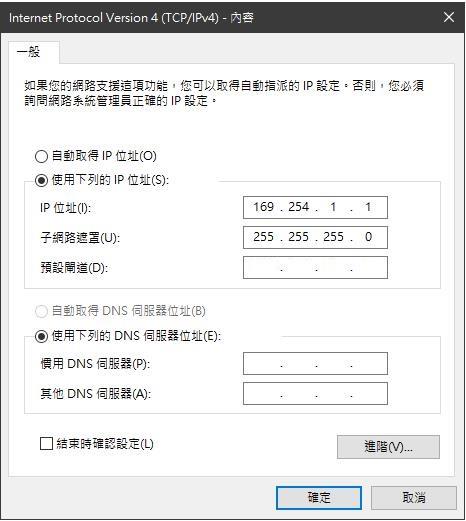 Internet Protocol Version 4 (TCP/IPv4) - 內容
一般
如果您的網路支援這項功能，您可以取得自動指派的 IP 設定。否則，您必須
詢問網路系統管理員正確的 IP 設定。
自動取得 IP 位址(O)
使用下列的 IP 位址(S):
IP 位址(I): 169 . 254 . 1 . 1
子網路遮罩(U): 255 . 255 . 255 . 0
預設閘道(D): . . .
自動取得 DNS 伺服器位址(B)
使用下列的 DNS 伺服器位址(E):
慣用 DNS 伺服器(P): . . .
其他 DNS 伺服器(A): . . .
結束時確認設定(L)
進階(V)...
確定 取消